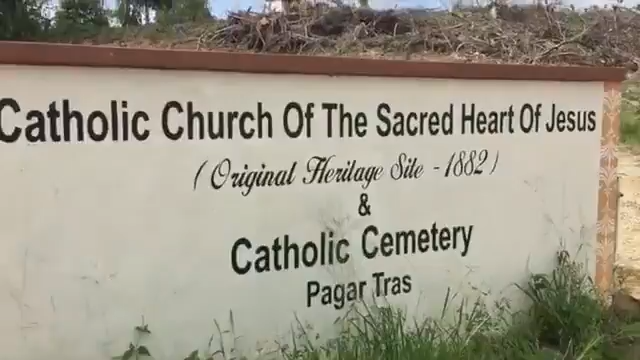 Catholic Church Of The Sacred Heart Of Jesus
( Original Heritage Site - 1882 )
&
Catholic Cemetery
Pagar Tras